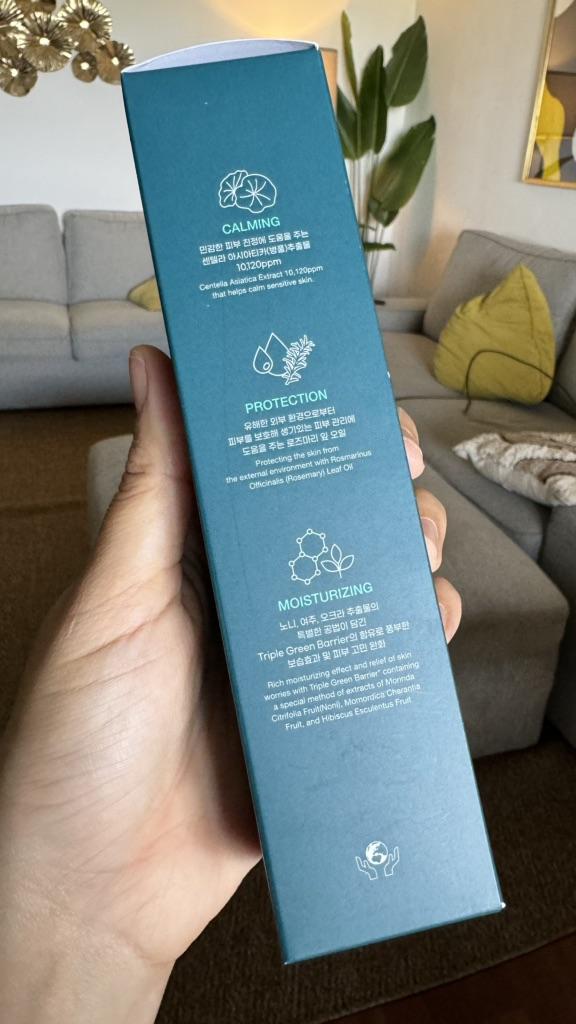 CALMING
민감한 피부 진정에 도움을 주는
센텔라 아시아티카(병풀)추출물
10,120ppm
Centella Asiatica Extract 10,120ppm
that helps calm sensitive skin.
PROTECTION
유해한 외부 환경으로부터
피부를 보호해 생기있는 피부 관리에
도움을 주는 로즈마리 잎 오일
Protecting the skin from
the external environment with Rosmarinus
Officinalis (Rosemary) Leaf Oil
MOISTURIZING
노니, 여주, 오크라 추출물의
특별한 공법이 담긴
Triple Green Barrier의 함유로 풍부한
보습효과 및 피부 고민 완화
Rich moisturizing effect and relief of skin
worries with Triple Green Barrier* containing
a special method of extracts of Morinda
Citrifolia Fruit(Noni), Momordica Charantia
Fruit, and Hibiscus Esculentus Fruit